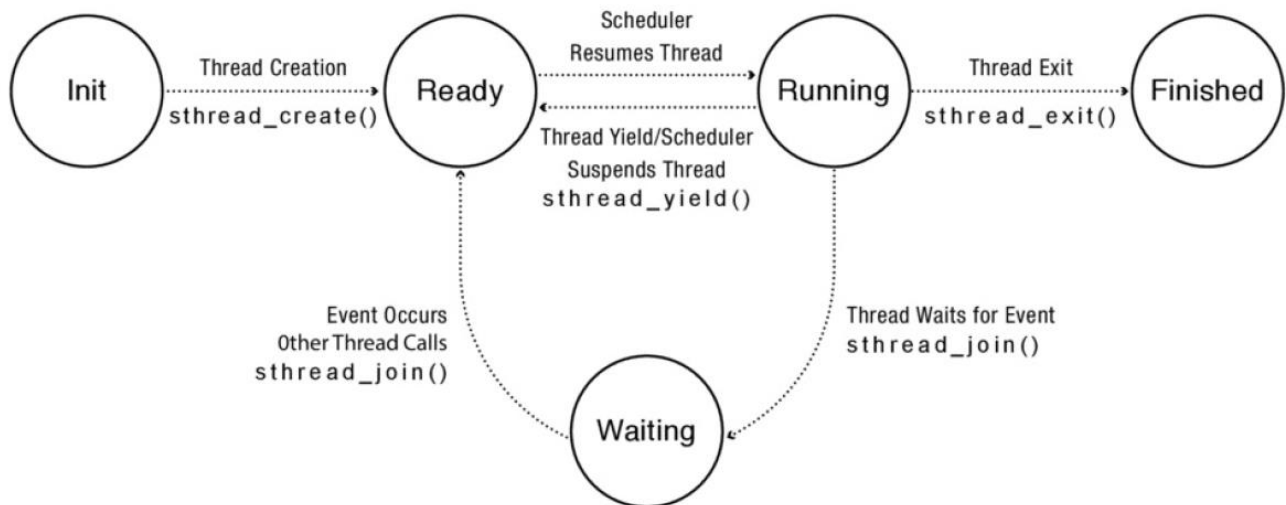 Init
Thread Creation
sthread_create()
Ready
Scheduler
Resumes Thread
Thread Yield/Scheduler
Suspends Thread
sthread_yield()
Running
Thread Exit
sthread_exit()
Finished
Event Occurs
Other Thread Calls
sthread_join()
Thread Waits for Event
sthread_join()
Waiting